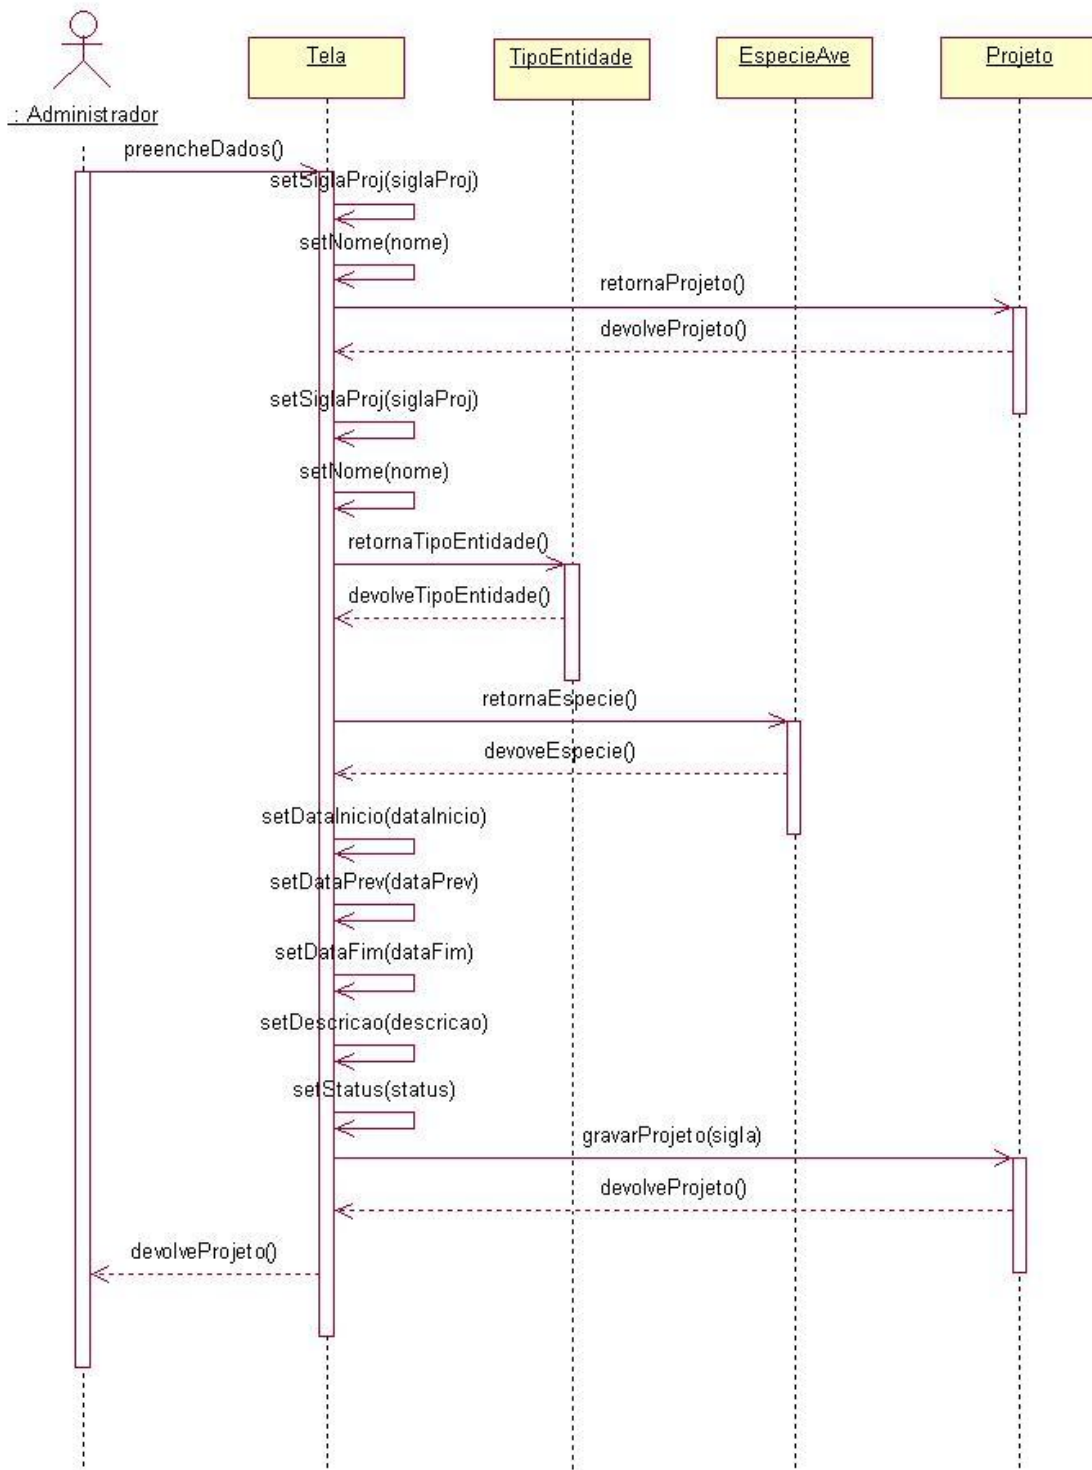 Tela
TipoEntidade
EspecieAve
Projeto
: Administrador
preencheDados()
setSiglaProj(siglaProj)
setNome(nome)
retornaProjeto()
devolveProjeto()
setSiglaProj(siglaProj)
setNome(nome)
retornaTipoEntidade()
devolveTipoEntidade()
retornaEspecie()
devoveEspecie()
setDataInicio(dataInicio)
setDataPrev(dataPrev)
setDataFim(dataFim)
setDescricao(descricao)
setStatus(status)
gravarProjeto(sigla)
devolveProjeto()
devolveProjeto()